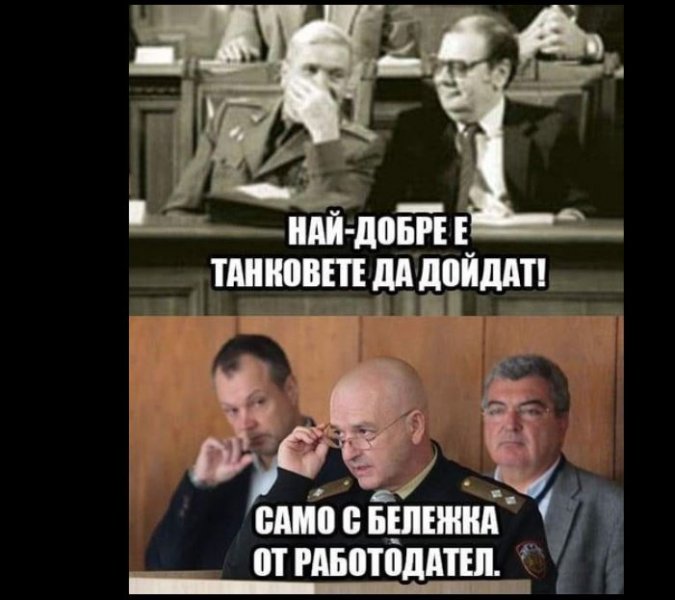 НАЙ-ДОБРЕ Е
ТАНКОВЕТЕ ДА ДОЙДАТ!
САМО С БЕЛЕЖКА
ОТ РАБОТОДАТЕЛ.